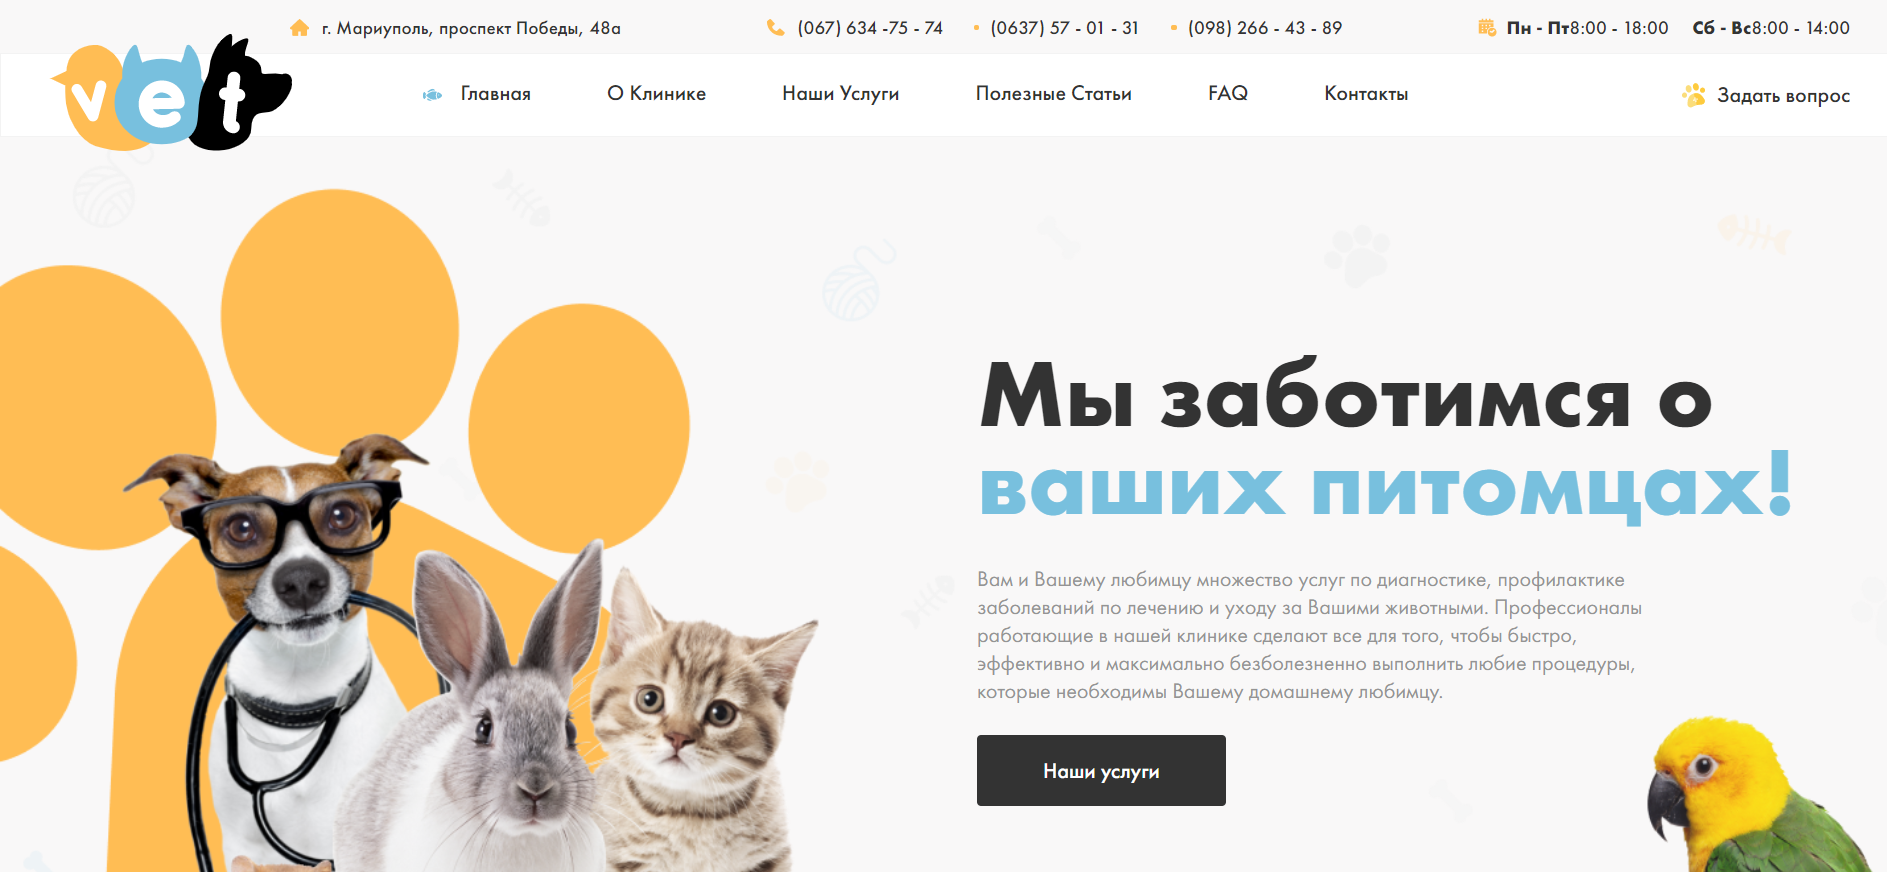 г. Мариуполь, проспект Победы, 48а
(067) 634 -75 - 74
(0637) 57 - 01 - 31
(098) 266 - 43 - 89
Пн - Пт8:00 - 18:00
Сб - Вс8:00 - 14:00
vet
Главная
О Клинике
Наши Услуги
Полезные Статьи
FAQ
Контакты
Задать вопрос
Мы заботимся о
ваших питомцах!
Вам и Вашему любимцу множество услуг по диагностике, профилактике
заболеваний по лечению и уходу за Вашими животными. Профессионалы
работающие в нашей клинике сделают все для того, чтобы быстро,
эффективно и максимально безболезненно выполнить любие процедуры,
которые необходимы Вашему домашнему любимцу.
Наши услуги